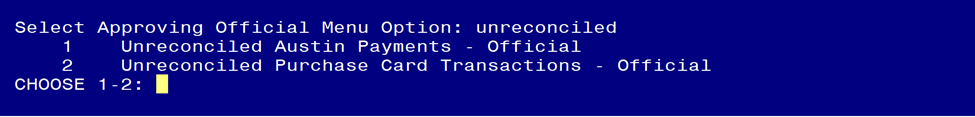 Select Approving Official Menu Option: unreconciled
1 Unreconciled Austin Payments - Official
2 Unreconciled Purchase Card Transactions - Official
CHOOSE 1-2: